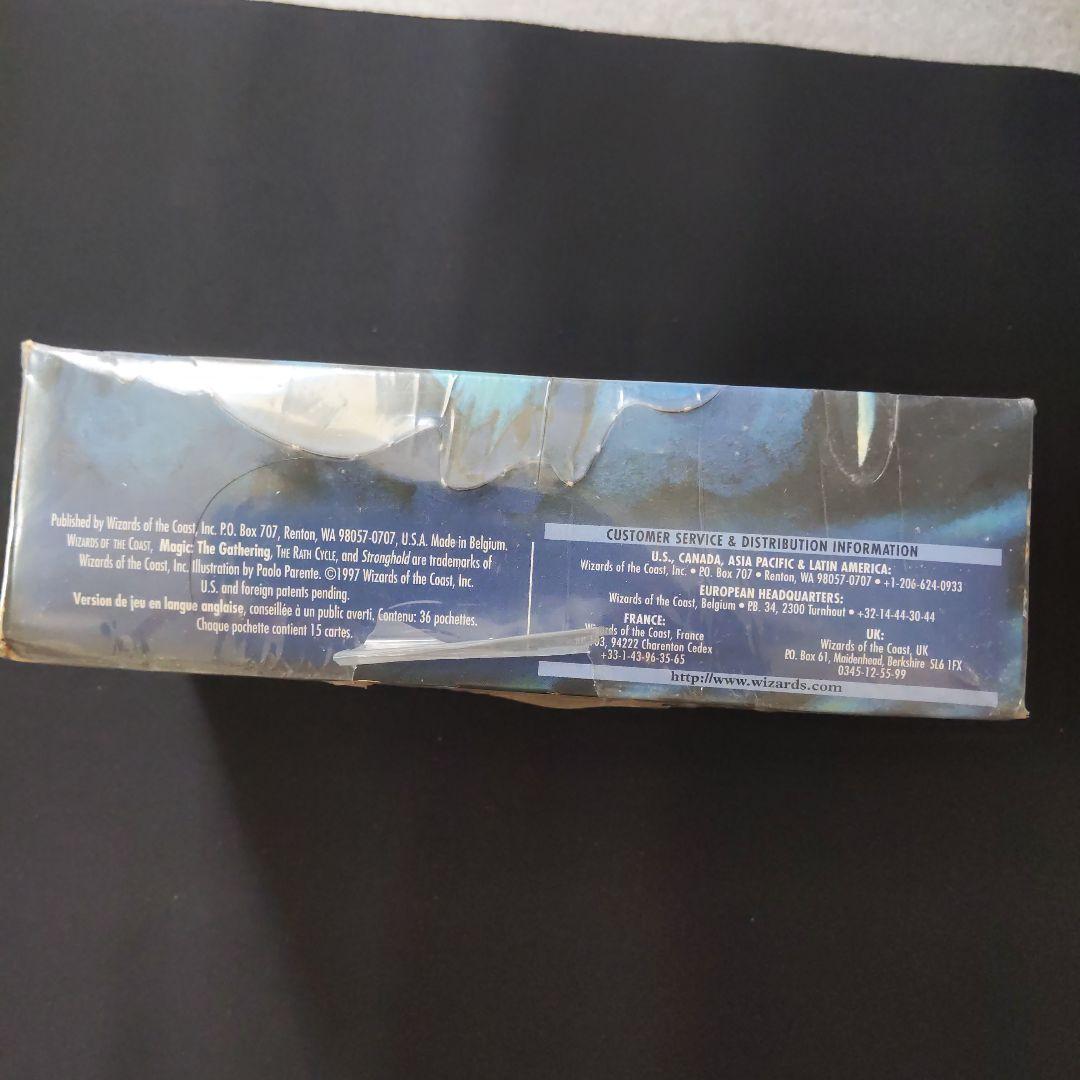 Published by Wizards of the Coast, Inc. P.O. Box 707, Renton, WA 98057-0707, U.S.A. Made in Belgium.
WIZARDS OF THE COAST, Magic: The Gathering, THE RATH CYCLE, and Stronghold are trademarks of
Wizards of the Coast, Inc. Illustration by Paolo Parente. ©1997 Wizards of the Coast, Inc.
U.S. and foreign patents pending.
Version de jeu en langue anglaise, conseillée à un public averti. Contenu: 36 pochettes.
Chaque pochette contient 15 cartes.
CUSTOMER SERVICE & DISTRIBUTION INFORMATION
U.S., CANADA, ASIA PACIFIC & LATIN AMERICA:
Wizards of the Coast, Inc. • P.O. Box 707 • Renton, WA 98057-0707 • +1-206-624-0933
EUROPEAN HEADQUARTERS:
Wizards of the Coast, Belgium • P.B. 34, 2300 Turnhout • +32-14-44-30-44
FRANCE:
Wizards of the Coast, France
94222 Charenton Cedex
+33-1-43-96-35-65
UK:
Wizards of the Coast, UK
P.O. Box 61, Maidenhead, Berkshire SL6 1FX
0345-12-55-99
http://www.wizards.com